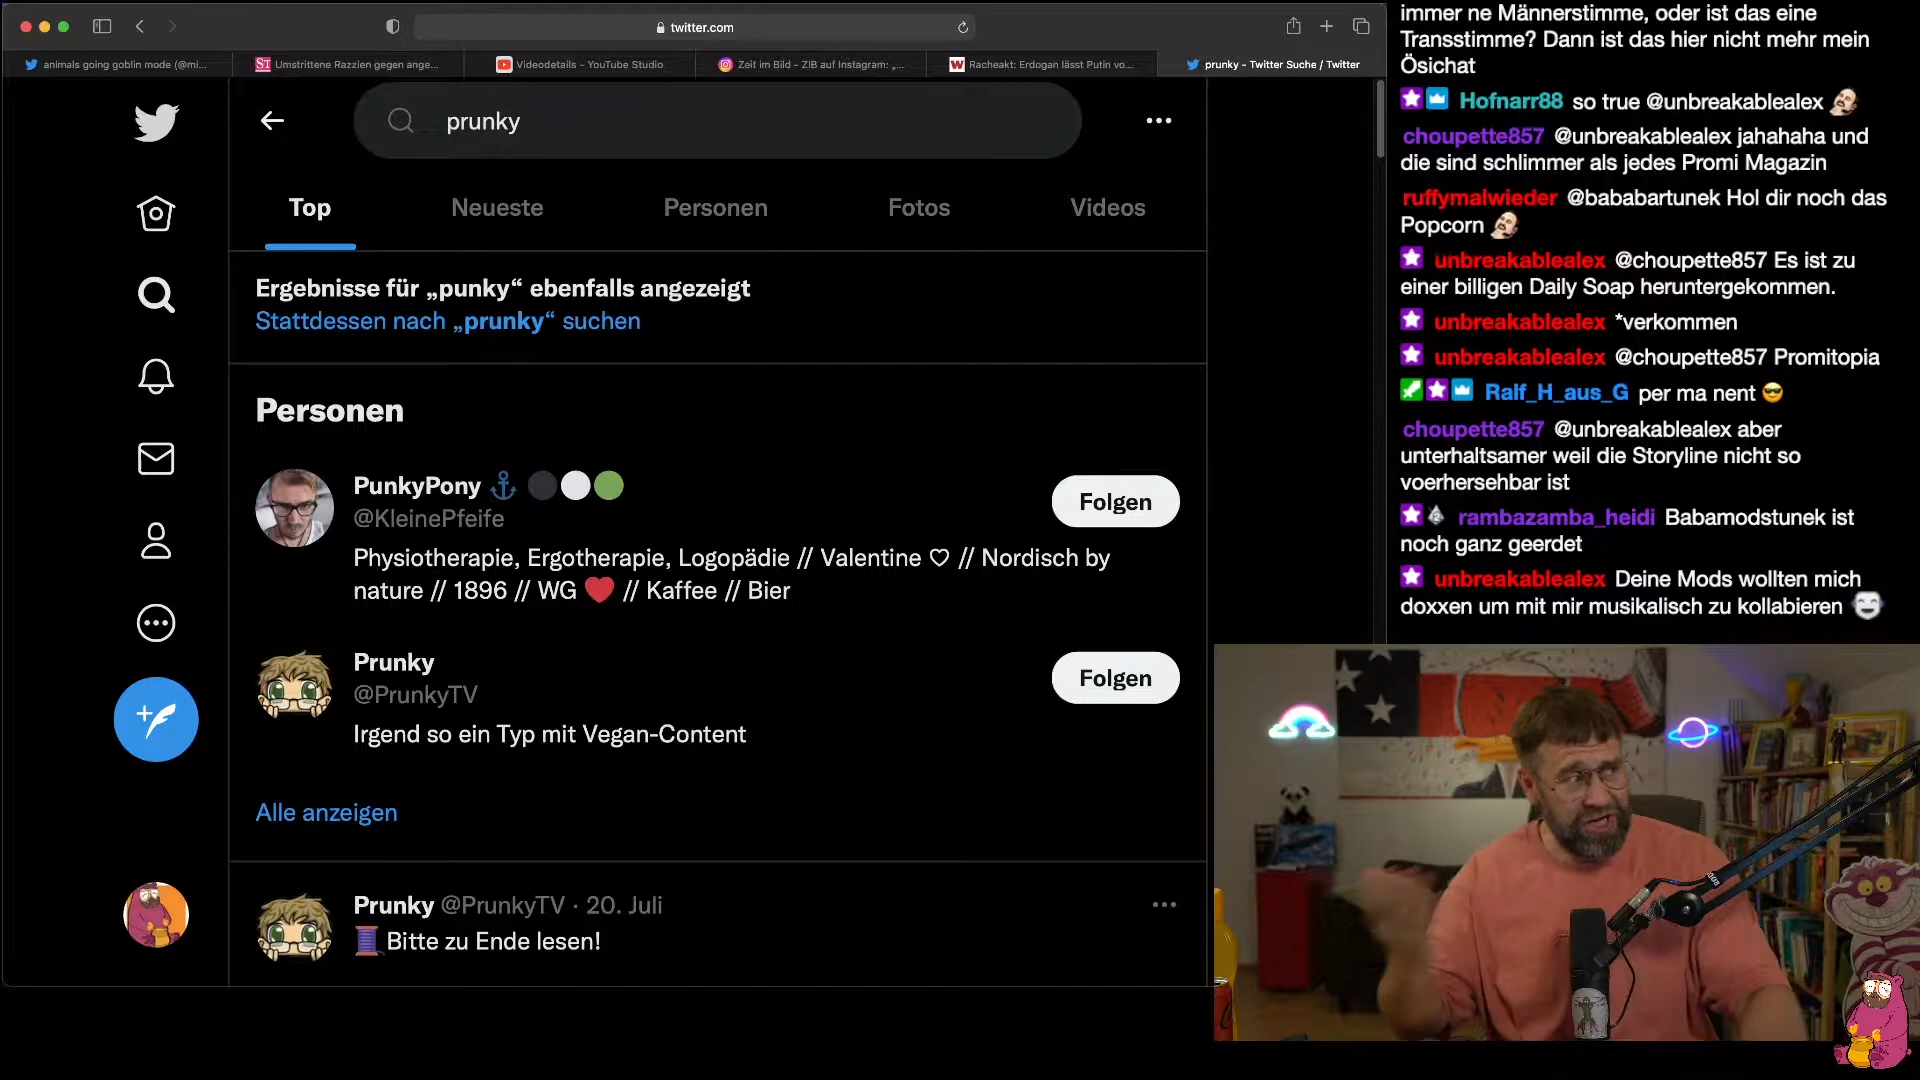 twitter.com
animals going goblin mode (@mi...
ST Umstrittene Razzien gegen ange...
Videodetails – YouTube Studio
Zeit im Bild - ZIB auf Instagram: „...
W Racheakt: Erdogan lässt Putin vo...
prunky - Twitter Suche / Twitter
prunky
Top
Neueste
Personen
Fotos
Videos
Ergebnisse für „punky“ ebenfalls angezeigt
Stattdessen nach „prunky“ suchen
Personen
PunkyPony
@KleinePfeife
Folgen
Physiotherapie, Ergotherapie, Logopädie // Valentine ♡ // Nordisch by
nature // 1896 // WG ❤️ // Kaffee // Bier
Prunky
@PrunkyTV
Folgen
Irgend so ein Typ mit Vegan-Content
Alle anzeigen
Prunky @PrunkyTV · 20. Juli
🧵 Bitte zu Ende lesen!
immer ne Männerstimme, oder ist das eine
Transstimme? Dann ist das hier nicht mehr mein
Ösichat
Hofnarr88 so true @unbreakablealex
choupette857 @unbreakablealex jahahaha und
die sind schlimmer als jedes Promi Magazin
ruffymalwieder @bababartunek Hol dir noch das
Popcorn
unbreakablealex @choupette857 Es ist zu
einer billigen Daily Soap heruntergekommen.
unbreakablealex *verkommen
unbreakablealex @choupette857 Promitopia
Ralf_H_aus_G per ma nent 😎
choupette857 @unbreakablealex aber
unterhaltsamer weil die Storyline nicht so
voerhersehbar ist
rambazamba_heidi Babamodstunek ist
noch ganz geerdet
unbreakablealex Deine Mods wollten mich
doxxen um mit mir musikalisch zu kollabieren